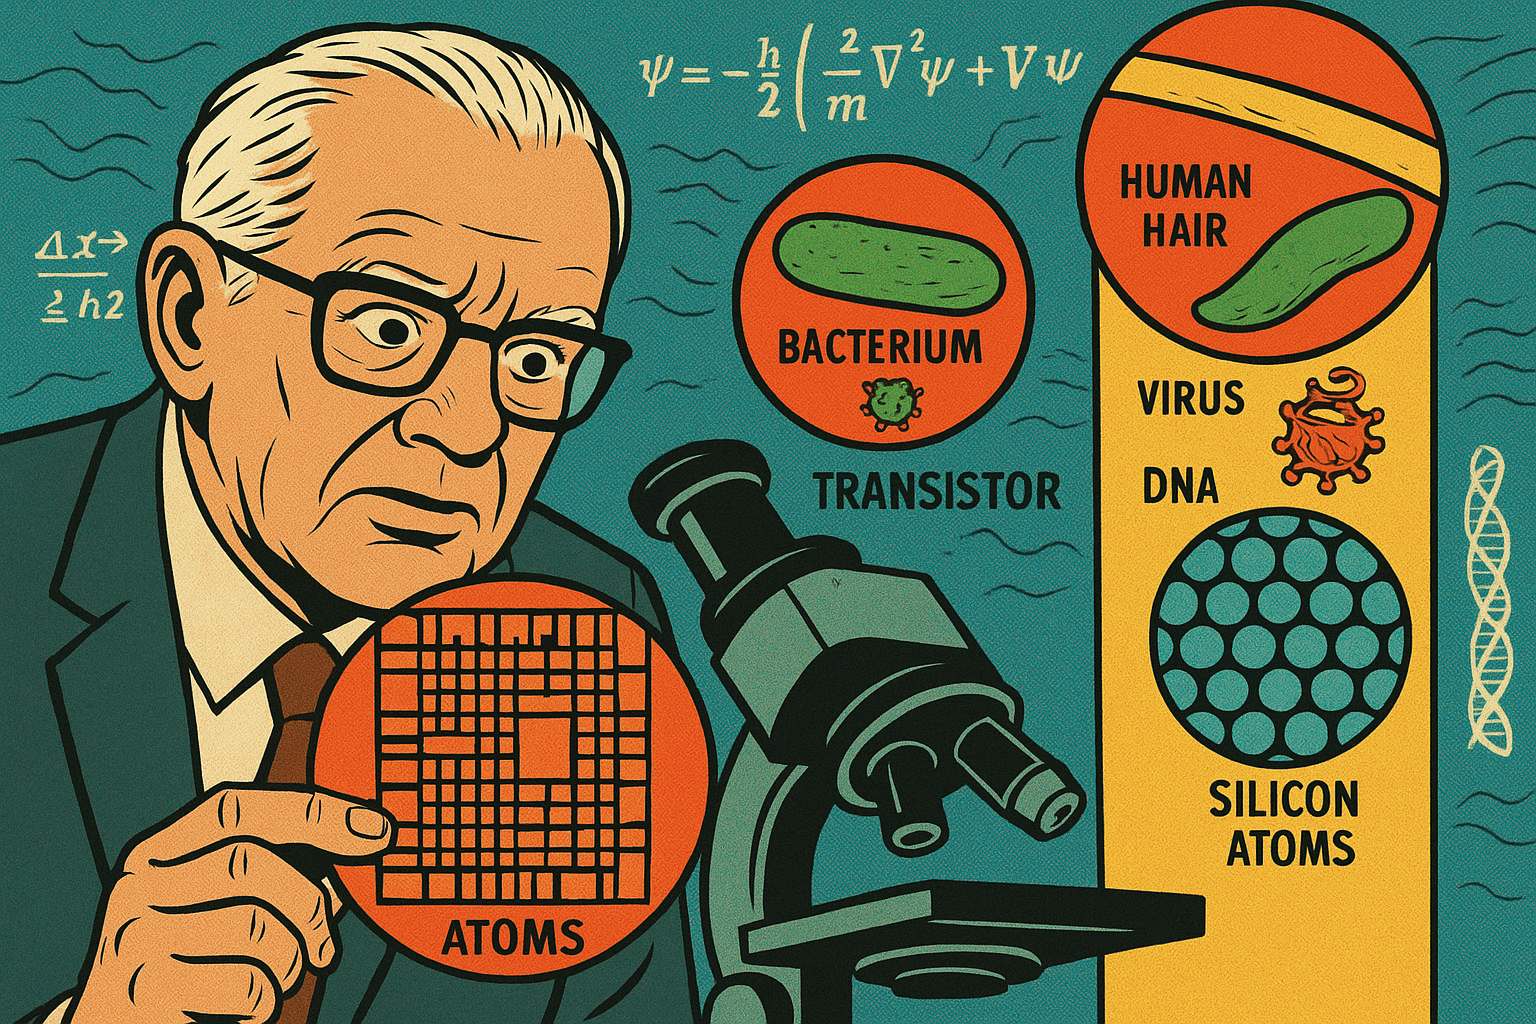 ψ = -h/2 ( 2/m ∇²ψ + Vψ
Δx→
≥ h2
HUMAN
HAIR
BACTERIUM
VIRUS
TRANSISTOR
DNA
SILICON
ATOMS
ATOMS